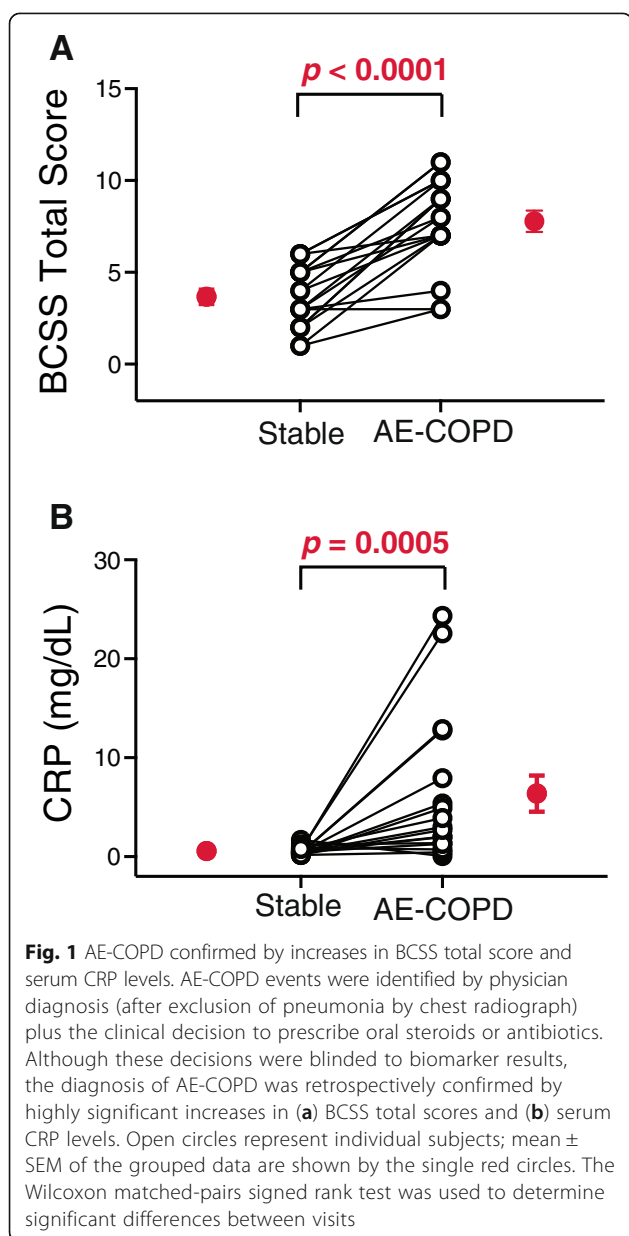 A
p < 0.0001
15
10
5
0
BCSS Total Score
Stable AE-COPD
B
p = 0.0005
30
20
10
0
CRP (mg/dL)
Stable AE-COPD
Fig. 1 AE-COPD confirmed by increases in BCSS total score and
serum CRP levels. AE-COPD events were identified by physician
diagnosis (after exclusion of pneumonia by chest radiograph)
plus the clinical decision to prescribe oral steroids or antibiotics.
Although these decisions were blinded to biomarker results,
the diagnosis of AE-COPD was retrospectively confirmed by
highly significant increases in (a) BCSS total scores and (b) serum
CRP levels. Open circles represent individual subjects; mean ±
SEM of the grouped data are shown by the single red circles. The
Wilcoxon matched-pairs signed rank test was used to determine
significant differences between visits